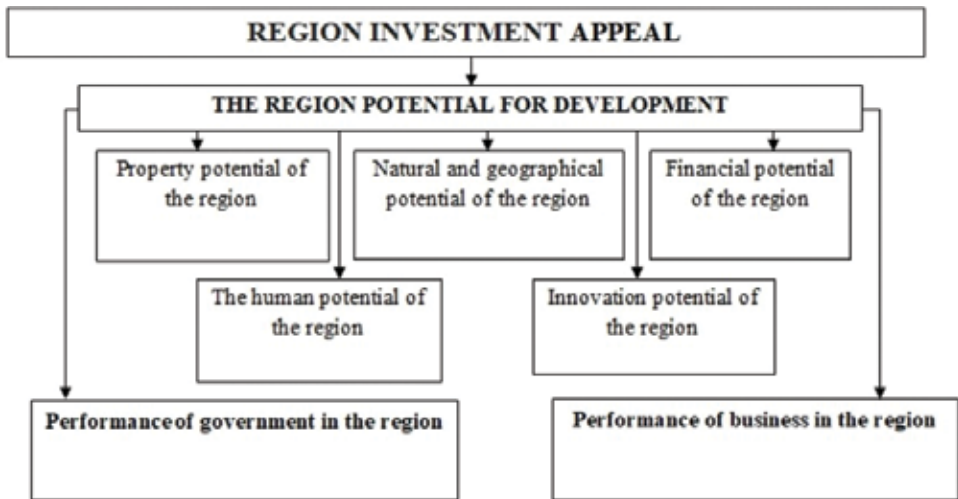 REGION INVESTMENT APPEAL
THE REGION POTENTIAL FOR DEVELOPMENT
Property potential of
the region
Natural and geographical
potential of the region
Financial potential
of the region
The human potential of
the region
Innovation potential of
the region
Performance of government in the region
Performance of business in the region